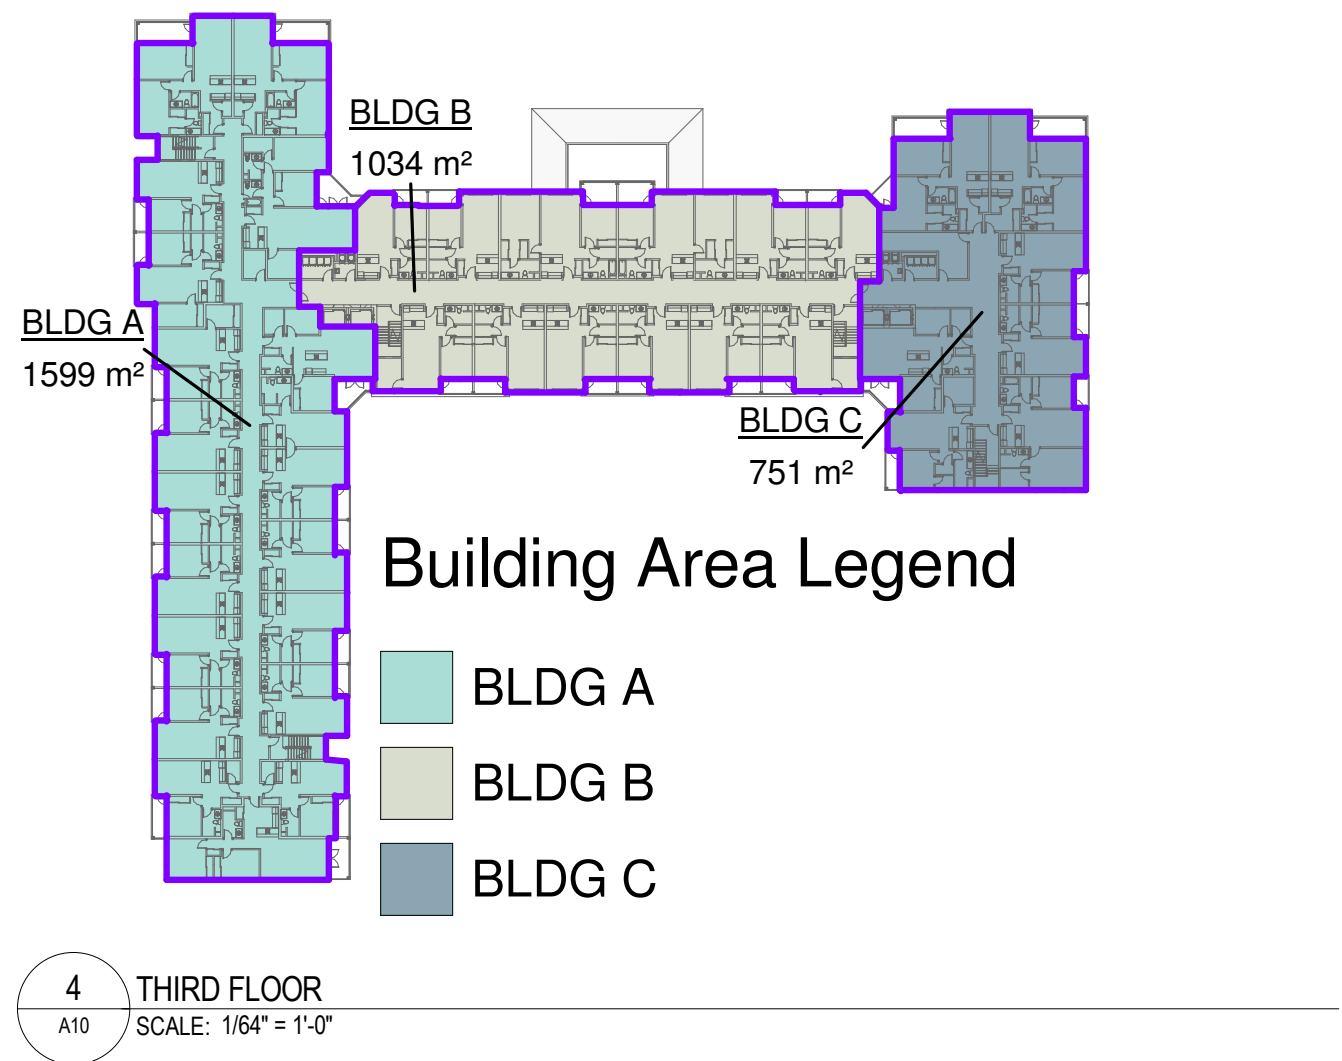 BLDG B
1034 m²
BLDG A
1599 m²
BLDG C
751 m²
Building Area Legend
BLDG A
BLDG B
BLDG C
4
A10
THIRD FLOOR
SCALE: 1/64" = 1'-0"